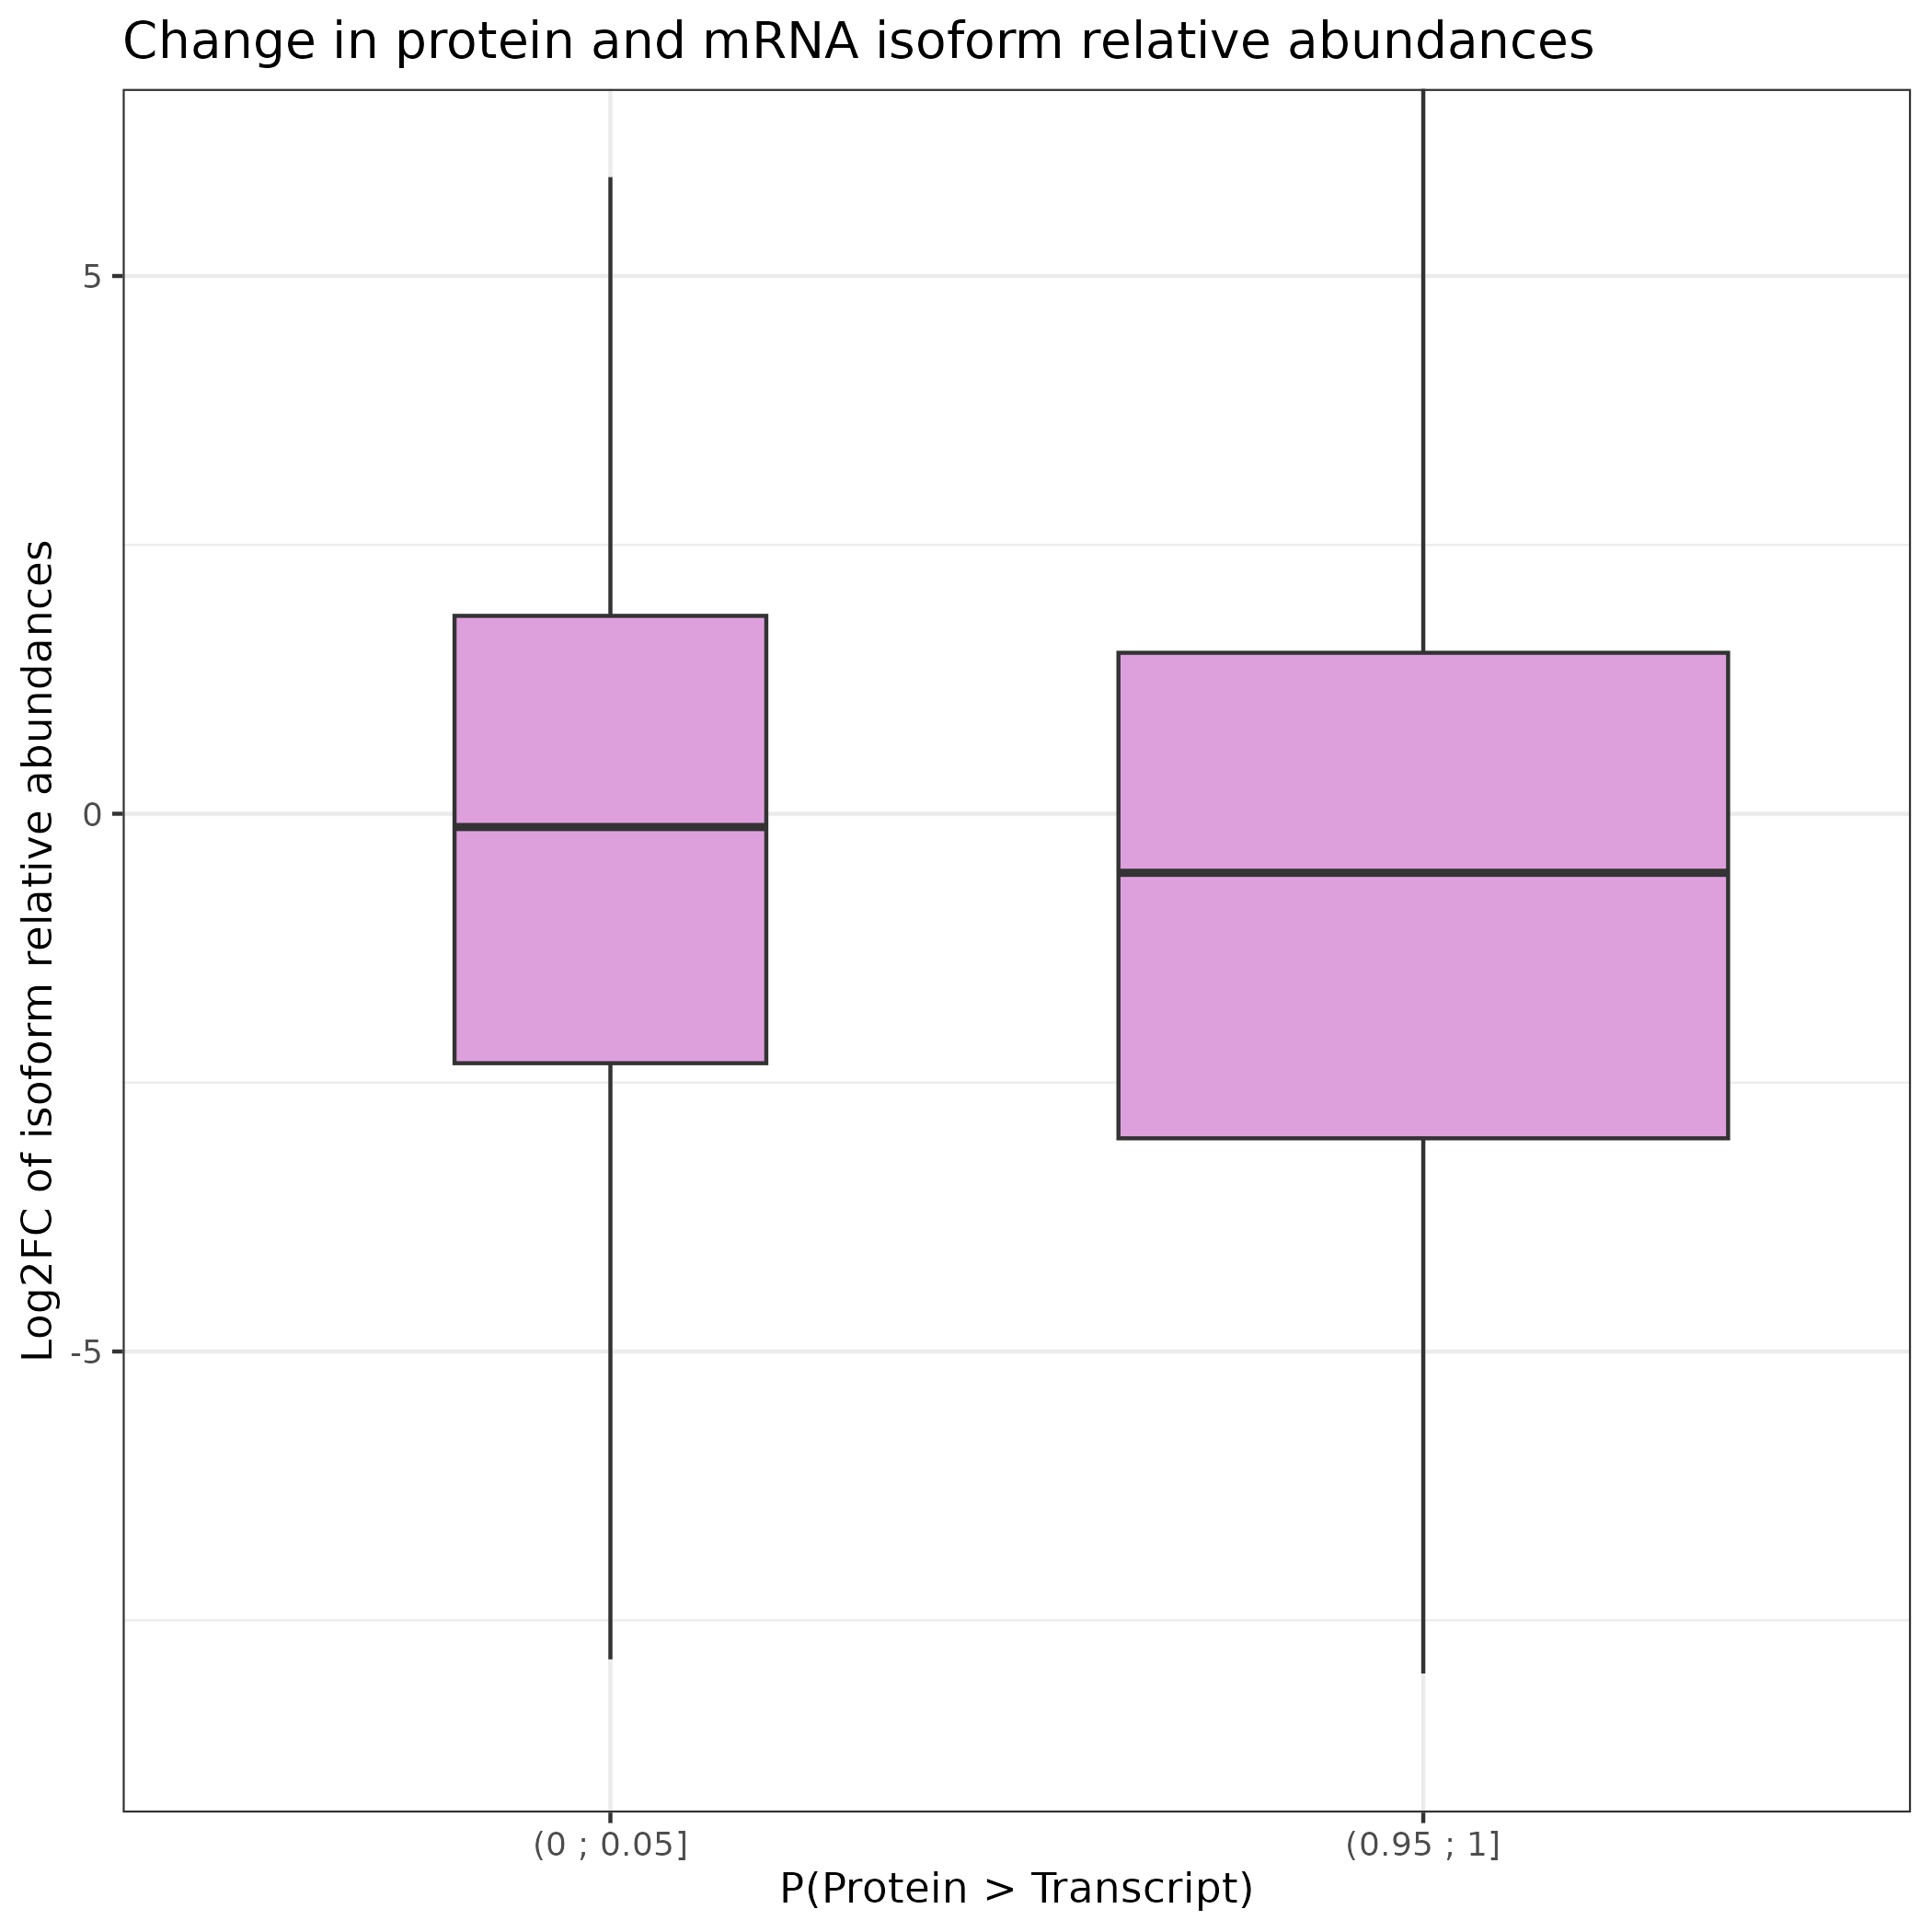 Change in protein and mRNA isoform relative abundances
Log2FC of isoform relative abundances
5
0
-5
(0 ; 0.05]
(0.95 ; 1]
P(Protein > Transcript)